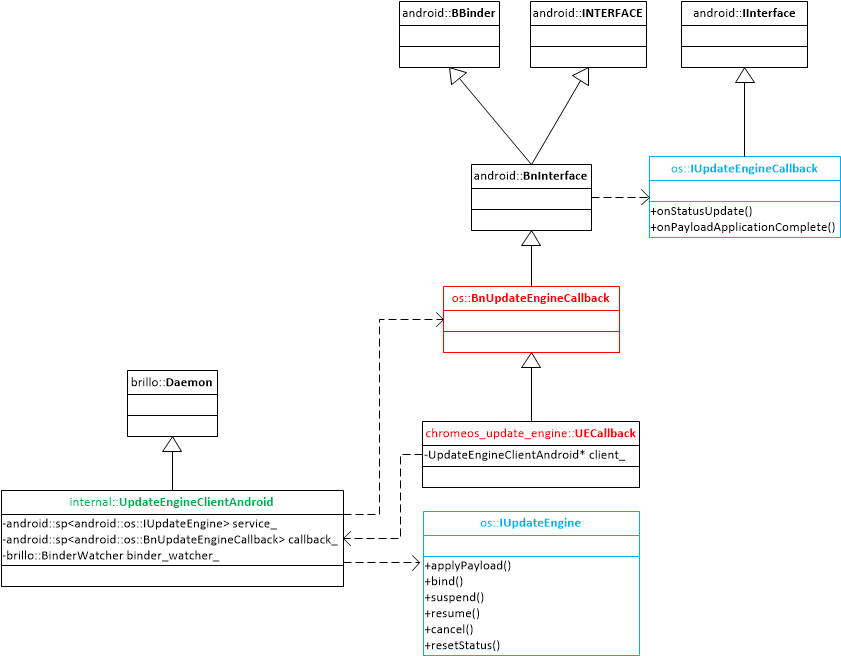 android::BBinder
android::INTERFACE
android::IInterface
android::BnInterface
os::IUpdateEngineCallback
+onStatusUpdate()
+onPayloadApplicationComplete()
os::BnUpdateEngineCallback
brillo::Daemon
chromeos_update_engine::UECallback
-UpdateEngineClientAndroid* client_
internal::UpdateEngineClientAndroid
-android::sp<android::os::IUpdateEngine> service_
-android::sp<android::os::BnUpdateEngineCallback> callback_
-brillo::BinderWatcher binder_watcher_
os::IUpdateEngine
+applyPayload()
+bind()
+suspend()
+resume()
+cancel()
+resetStatus()